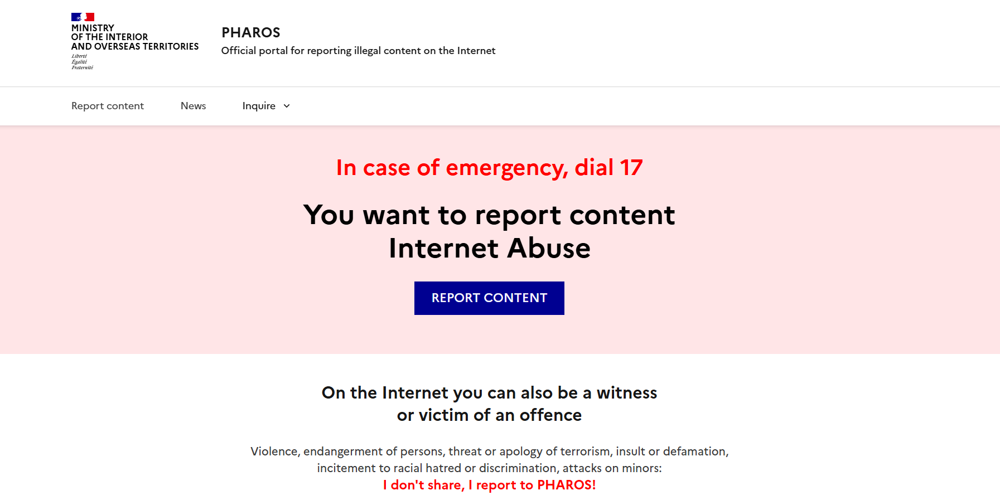 MINISTRY
OF THE INTERIOR
AND OVERSEAS TERRITORIES
Liberté
Égalité
Fraternité
PHAROS
Official portal for reporting illegal content on the Internet
Report content
News
Inquire
In case of emergency, dial 17
You want to report content
Internet Abuse
REPORT CONTENT
On the Internet you can also be a witness
or victim of an offence
Violence, endangerment of persons, threat or apology of terrorism, insult or defamation,
incitement to racial hatred or discrimination, attacks on minors:
I don't share, I report to PHAROS!